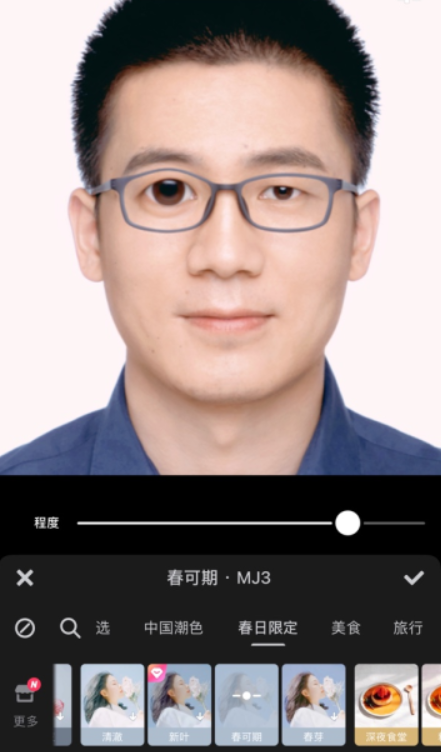 程度
春可期 · MJ3
选 中国潮色 春日限定 美食 旅行
N
更多
清澈 新叶 春可期 春芽 深夜食堂